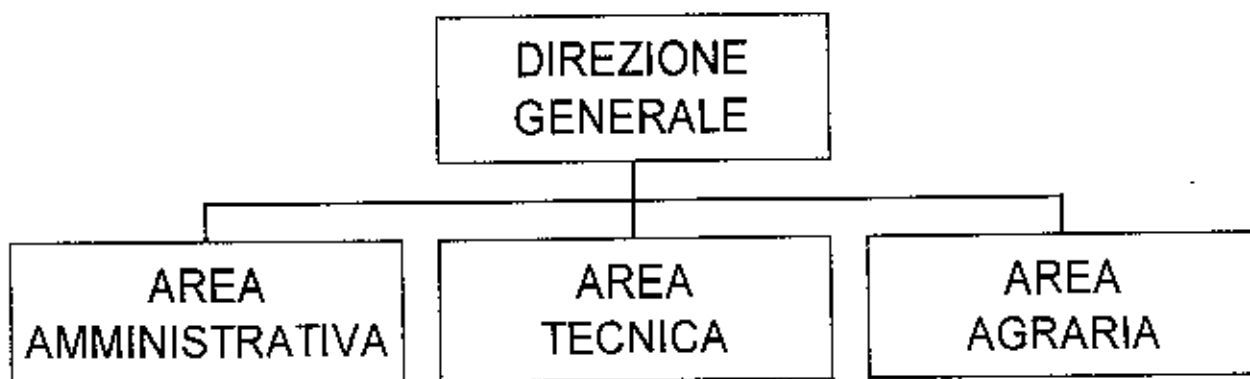 DIREZIONE
GENERALE
AREA
AMMINISTRATIVA
AREA
TECNICA
AREA
AGRARIA